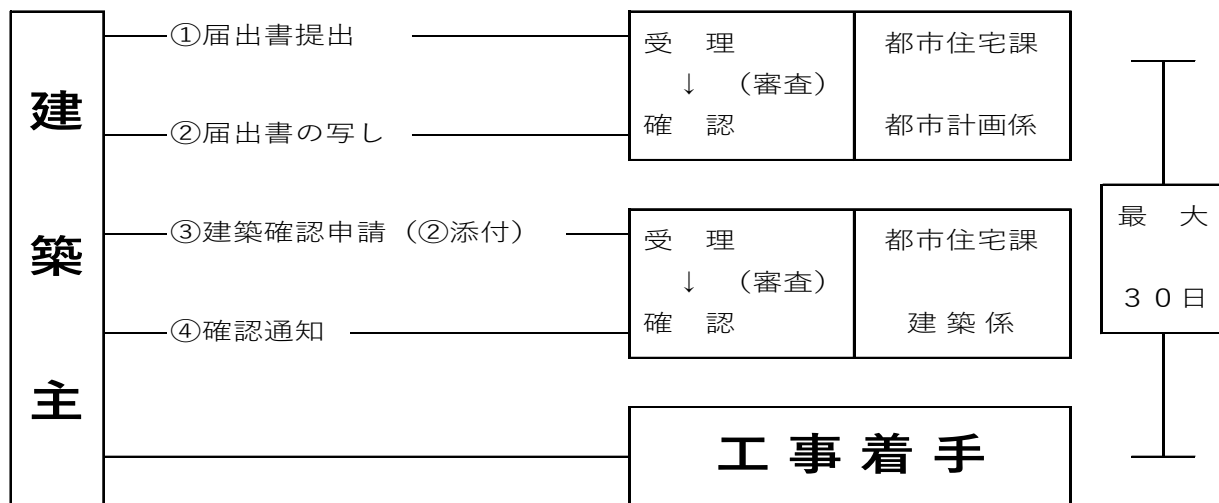 建築主
①届出書提出
受　理
↓　（審査）
確　認
都市住宅課
都市計画係
②届出書の写し
③建築確認申請（②添付）
受　理
↓　（審査）
確　認
都市住宅課
建 築 係
④確認通知
最　大
３０日
工 事 着 手